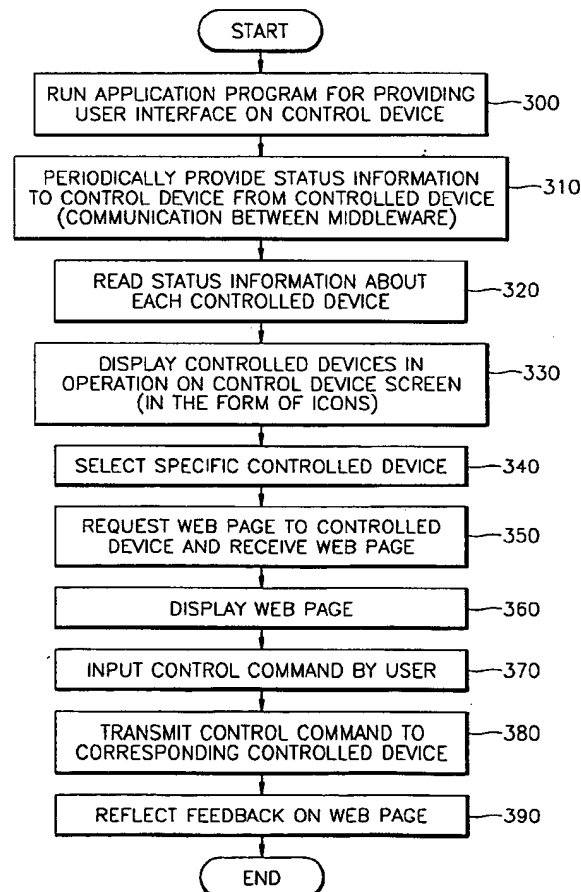 START
RUN APPLICATION PROGRAM FOR PROVIDING
USER INTERFACE ON CONTROL DEVICE
300
PERIODICALLY PROVIDE STATUS INFORMATION
TO CONTROL DEVICE FROM CONTROLLED DEVICE
(COMMUNICATION BETWEEN MIDDLEWARE)
310
READ STATUS INFORMATION ABOUT
EACH CONTROLLED DEVICE
320
DISPLAY CONTROLLED DEVICES IN
OPERATION ON CONTROL DEVICE SCREEN
(IN THE FORM OF ICONS)
330
SELECT SPECIFIC CONTROLLED DEVICE
340
REQUEST WEB PAGE TO CONTROLLED
DEVICE AND RECEIVE WEB PAGE
350
DISPLAY WEB PAGE
360
INPUT CONTROL COMMAND BY USER
370
TRANSMIT CONTROL COMMAND TO
CORRESPONDING CONTROLLED DEVICE
380
REFLECT FEEDBACK ON WEB PAGE
390
END